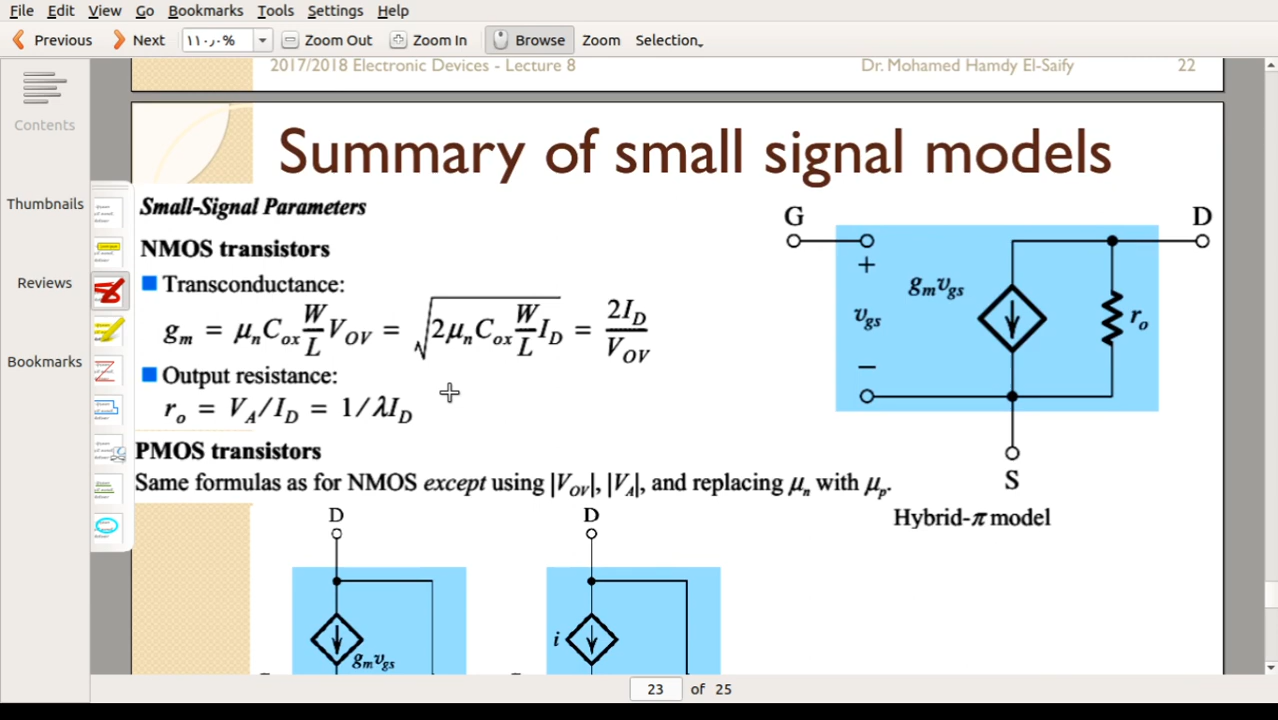 File Edit View Go Bookmarks Tools Settings Help
Previous Next ١١٠٫٠% Zoom Out Zoom In Browse Zoom Selection
Contents
Thumbnails
Reviews
Bookmarks
2017/2018 Electronic Devices - Lecture 8 Dr. Mohamed Hamdy El-Saify 22
Summary of small signal models
Small-Signal Parameters
NMOS transistors
Transconductance:
g_m = μ_n C_ox W/L V_OV = √(2μ_n C_ox W/L I_D) = 2I_D/V_OV
Output resistance:
r_o = V_A/I_D = 1/λI_D
PMOS transistors
Same formulas as for NMOS except using |V_OV|, |V_A|, and replacing μ_n with μ_p.
G D
+
g_m v_gs
v_gs r_o
−
S
Hybrid-π model
D D
i
g_m v_gs
23 of 25